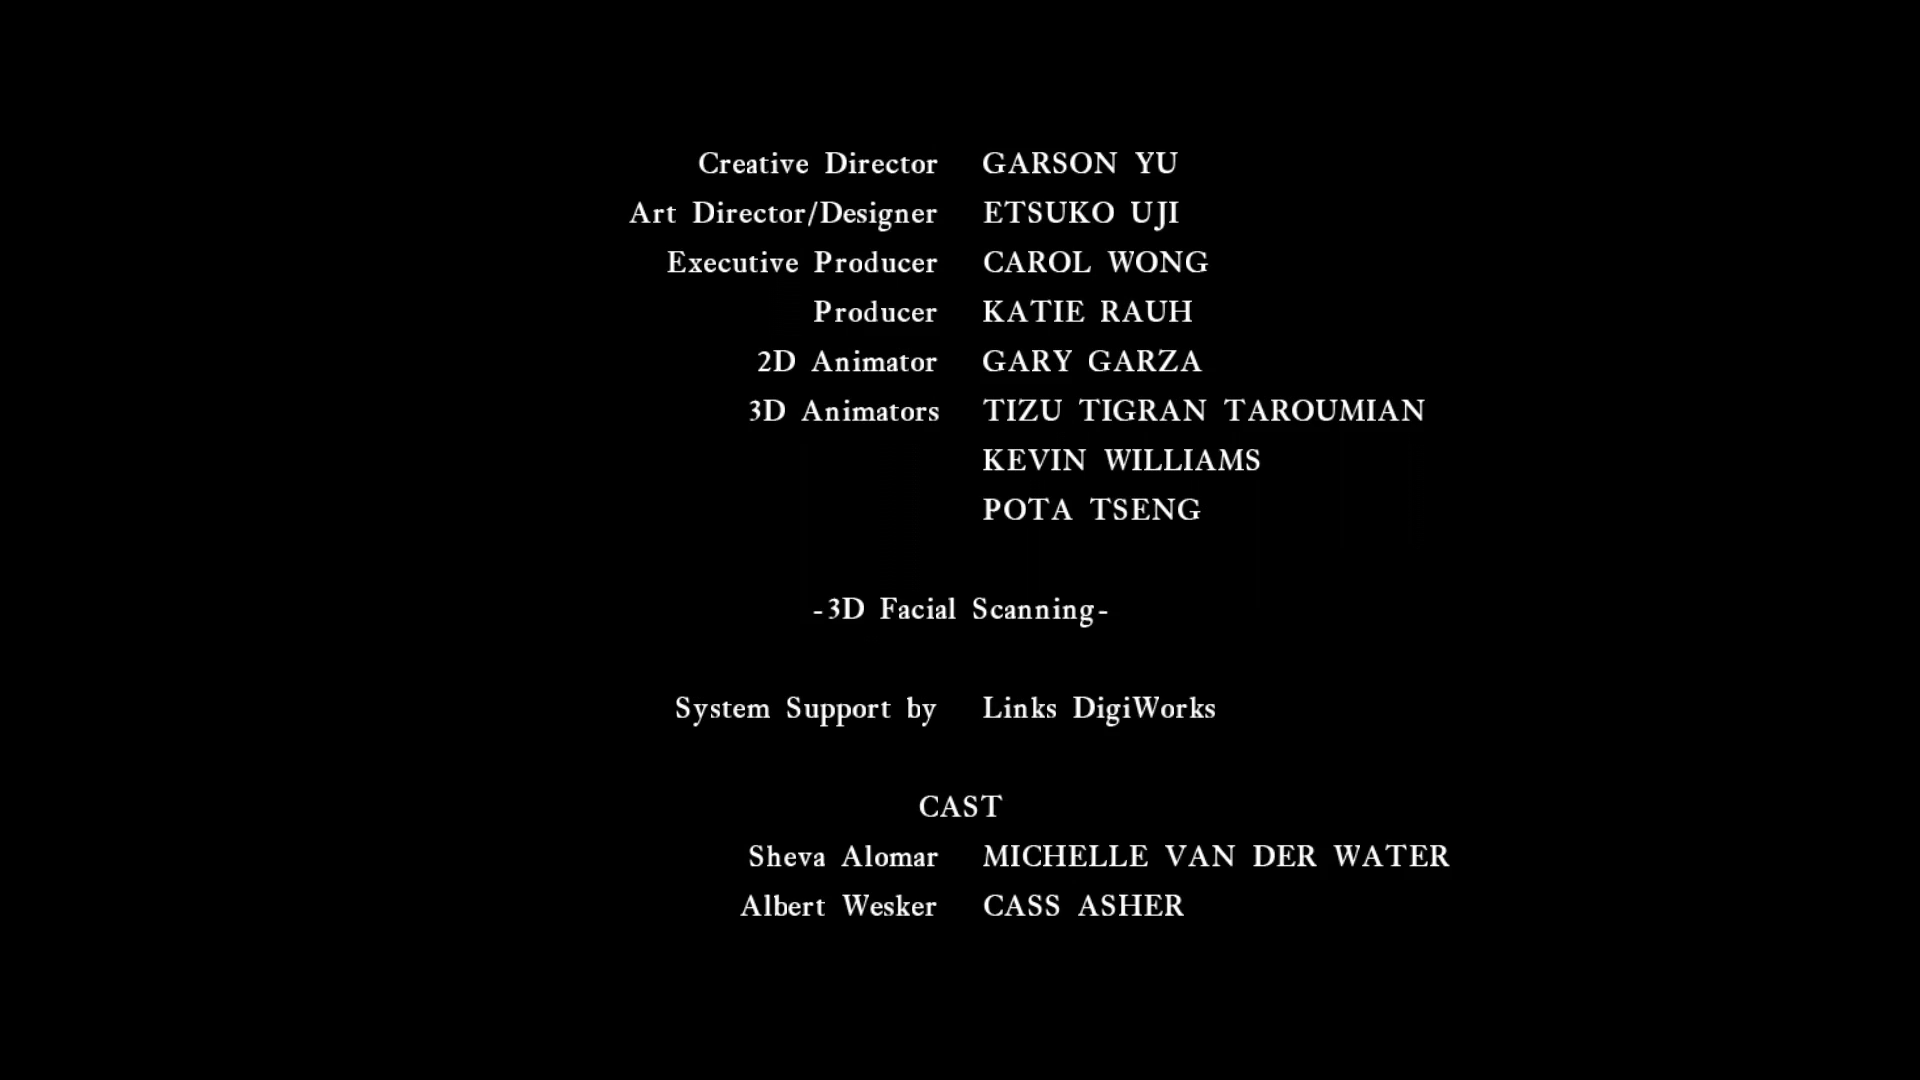 Creative Director GARSON YU
Art Director/Designer ETSUKO UJI
Executive Producer CAROL WONG
Producer KATIE RAUH
2D Animator GARY GARZA
3D Animators TIZU TIGRAN TAROUMIAN
KEVIN WILLIAMS
POTA TSENG
-3D Facial Scanning-
System Support by Links DigiWorks
CAST
Sheva Alomar MICHELLE VAN DER WATER
Albert Wesker CASS ASHER